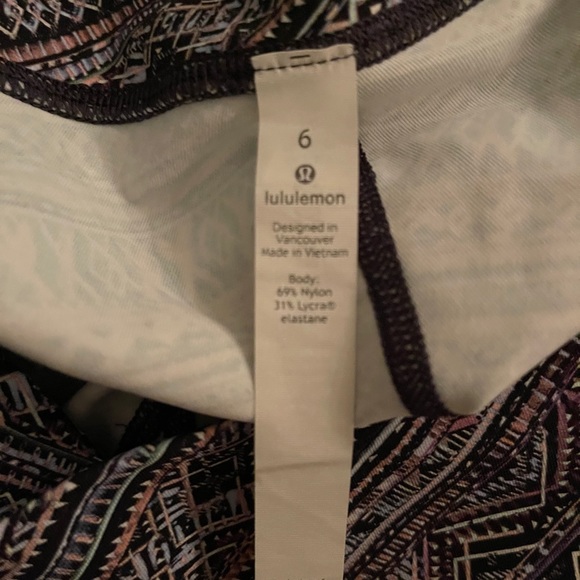 6
lululemon
Designed in
Vancouver
Made in Vietnam
Body:
69% Nylon
31% Lycra®
elastane